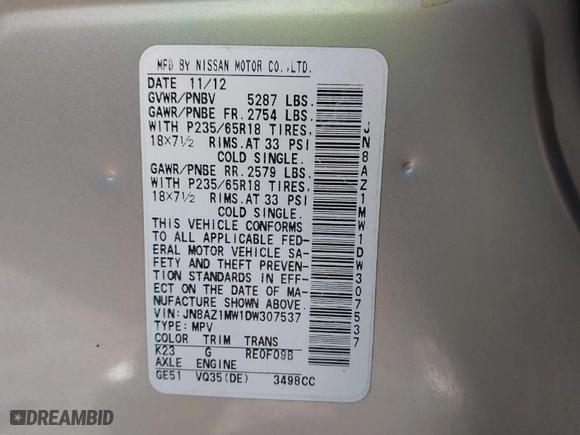 MFD BY NISSAN MOTOR CO.,LTD.
DATE 11/12
GVWR/PNBV 5287 LBS.
GAWR/PNBE FR. 2754 LBS.
WITH P235/65R18 TIRES,
18×7½ RIMS. AT 33 PSI
COLD SINGLE.
GAWR/PNBE RR. 2579 LBS.
WITH P235/65R18 TIRES,
18×7½ RIMS. AT 33 PSI
COLD SINGLE.
THIS VEHICLE CONFORMS
TO ALL APPLICABLE FED-
ERAL MOTOR VEHICLE SA-
FETY AND THEFT PREVEN-
TION STANDARDS IN EFF-
ECT ON THE DATE OF MA-
NUFACTURE SHOWN ABOVE.
VIN: JN8AZ1MW1DW307537
TYPE: MPV
COLOR TRIM TRANS
K23 G RE0F09B
AXLE ENGINE
GE51 VQ35(DE) 3498CC
JN8AZ1MW1DW307537
DREAMBID